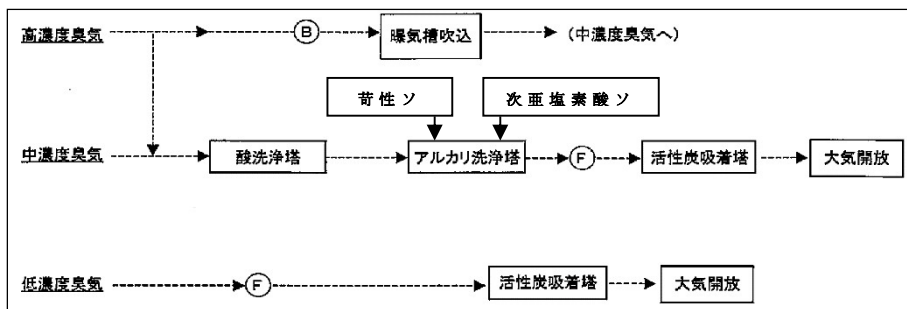 高濃度臭気
B
曝気槽吹込
(中濃度臭気へ)
苛性ソ
次亜塩素酸ソ
中濃度臭気
酸洗浄塔
アルカリ洗浄塔
F
活性炭吸着塔
大気開放
低濃度臭気
F
活性炭吸着塔
大気開放